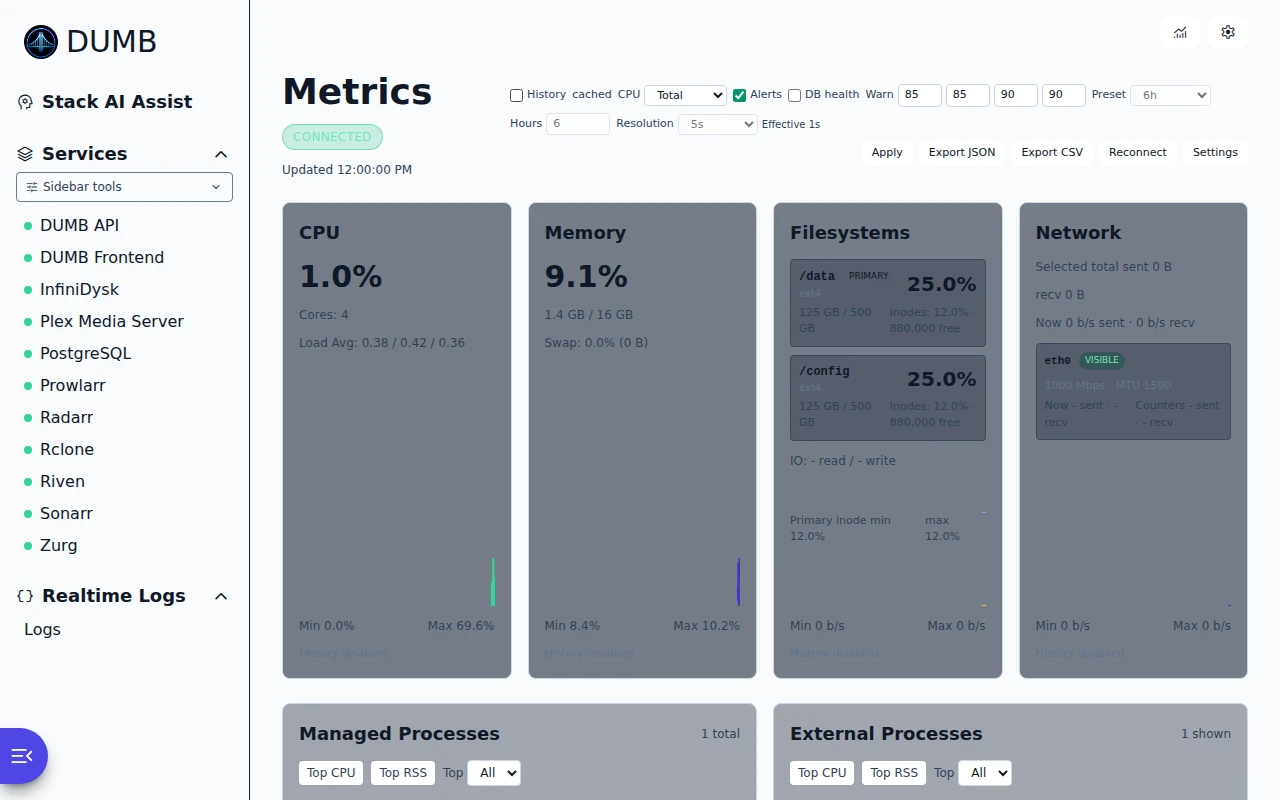 DUMB
Stack AI Assist
Services
Sidebar tools
DUMB API
DUMB Frontend
InfiniDysk
Plex Media Server
PostgreSQL
Prowlarr
Radarr
Rclone
Riven
Sonarr
Zurg
Realtime Logs
Logs
Metrics
CONNECTED
Updated 12:00:00 PM
History cached CPU Total Alerts DB health Warn 85 85 90 90 Preset 6h
Hours 6 Resolution 5s Effective 1s
Apply Export JSON Export CSV Reconnect Settings
CPU
1.0%
Cores: 4
Load Avg: 0.38 / 0.42 / 0.36
Min 0.0% Max 69.6%
History disabled
Memory
9.1%
1.4 GB / 16 GB
Swap: 0.0% (0 B)
Min 8.4% Max 10.2%
History disabled
Filesystems
/data PRIMARY 25.0%
ext4
125 GB / 500 GB
Inodes: 12.0% · 880,000 free
/config 25.0%
ext4
125 GB / 500 GB
Inodes: 12.0% · 880,000 free
IO: - read / - write
Primary inode min 12.0%
max 12.0%
Min 0 b/s Max 0 b/s
History disabled
Network
Selected total sent 0 B
recv 0 B
Now 0 b/s sent · 0 b/s recv
eth0 VISIBLE
1000 Mbps · MTU 1500
Now - sent · - recv
Counters - sent · - recv
Min 0 b/s Max 0 b/s
History disabled
Managed Processes 1 total
Top CPU Top RSS Top All
External Processes 1 shown
Top CPU Top RSS Top All